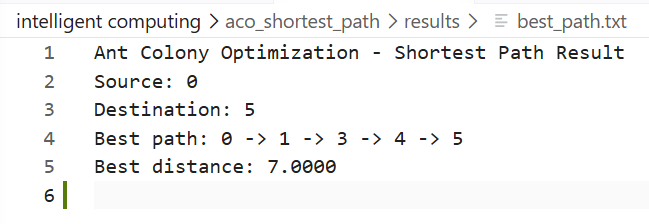 intelligent computing > aco_shortest_path > results > best_path.txt
1 Ant Colony Optimization - Shortest Path Result
2 Source: 0
3 Destination: 5
4 Best path: 0 -> 1 -> 3 -> 4 -> 5
5 Best distance: 7.0000
6